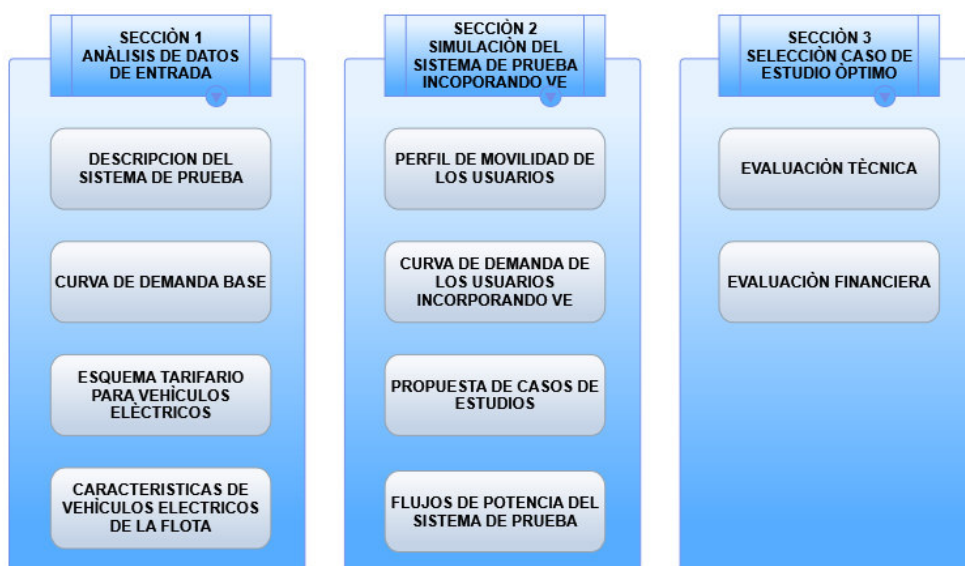 SECCIÒN 1
ANÀLISIS DE DATOS
DE ENTRADA
DESCRIPCION DEL
SISTEMA DE PRUEBA
CURVA DE DEMANDA BASE
ESQUEMA TARIFARIO
PARA VEHÌCULOS
ELÈCTRICOS
CARACTERISTICAS DE
VEHÌCULOS ELECTRICOS
DE LA FLOTA
SECCIÒN 2
SIMULACIÒN DEL
SISTEMA DE PRUEBA
INCOPORANDO VE
PERFIL DE MOVILIDAD DE
LOS USUARIOS
CURVA DE DEMANDA DE
LOS USUARIOS
INCORPORANDO VE
PROPUESTA DE CASOS DE
ESTUDIOS
FLUJOS DE POTENCIA DEL
SISTEMA DE PRUEBA
SECCIÒN 3
SELECCIÒN CASO DE
ESTUDIO ÒPTIMO
EVALUACIÒN TÈCNICA
EVALUACIÒN FINANCIERA